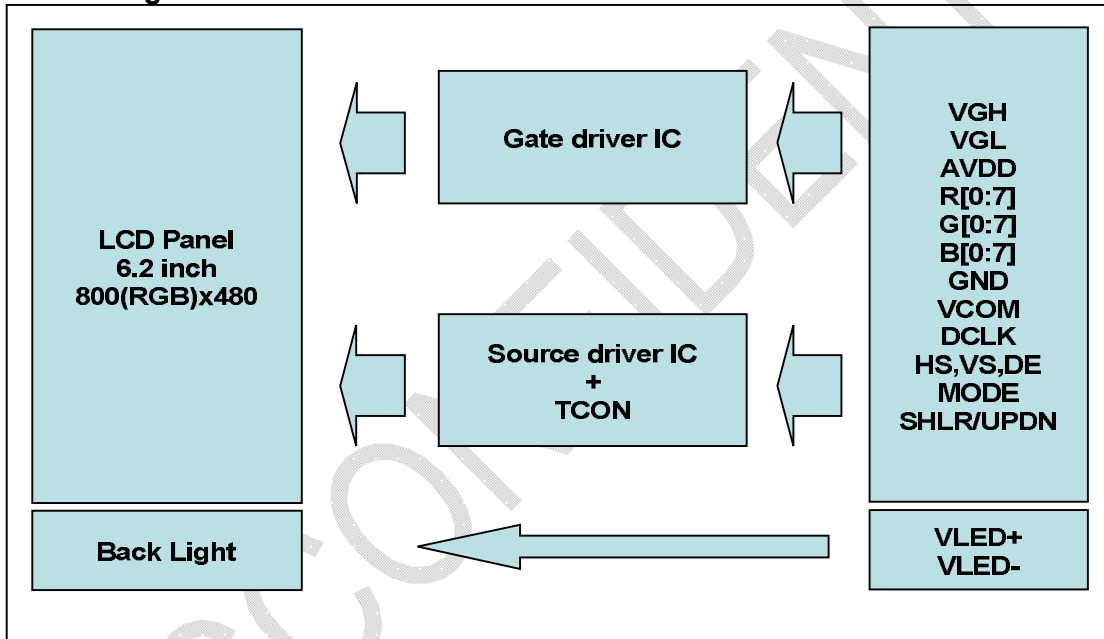 LCD Panel
6.2 inch
800(RGB)x480
Back Light
Gate driver IC
Source driver IC
+
TCON
VGH
VGL
AVDD
R[0:7]
G[0:7]
B[0:7]
GND
VCOM
DCLK
HS,VS,DE
MODE
SHLR/UPDN
VLED+
VLED-